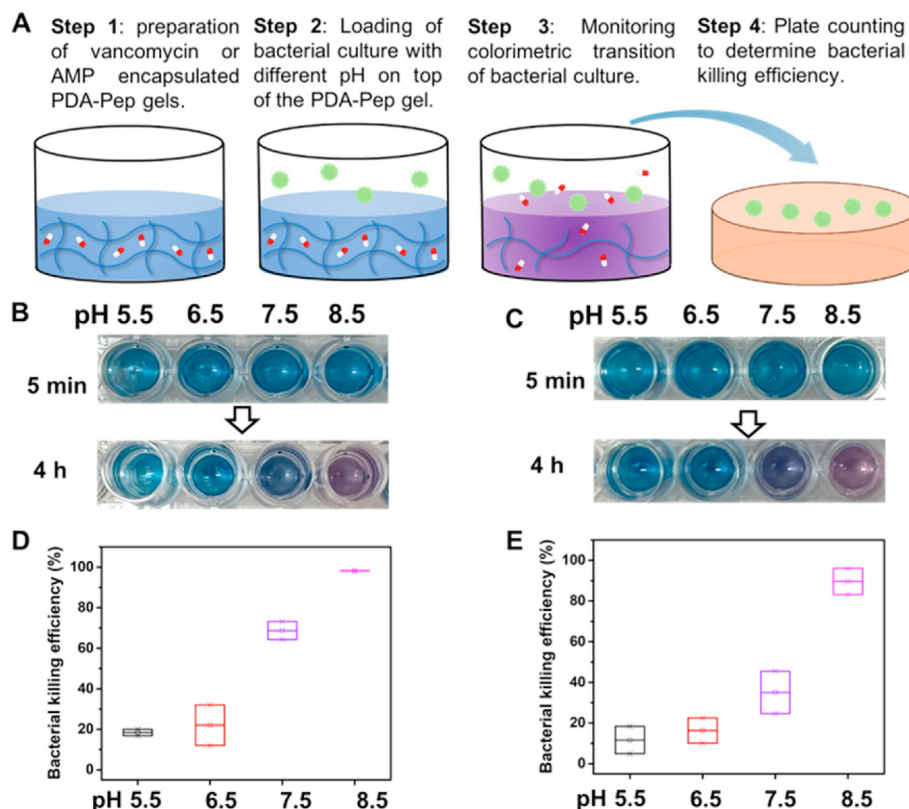 A
Step 1: preparation
of vancomycin or
AMP encapsulated
PDA-Pep gels.
Step 2: Loading of
bacterial culture with
different pH on top
of the PDA-Pep gel.
Step 3: Monitoring
colorimetric transition
of bacterial culture.
Step 4: Plate counting
to determine bacterial
killing efficiency.
B
pH 5.5 6.5 7.5 8.5
5 min
4 h
C
pH 5.5 6.5 7.5 8.5
5 min
4 h
D
Bacterial killing efficiency (%)
100
80
60
40
20
0
pH 5.5 6.5 7.5 8.5
E
Bacterial killing efficiency (%)
100
80
60
40
20
0
pH 5.5 6.5 7.5 8.5